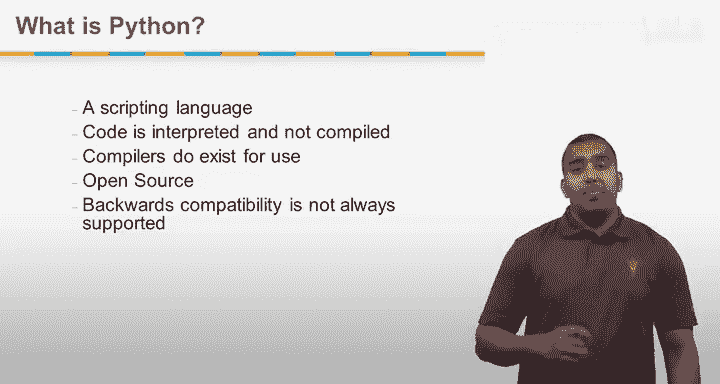 What is Python?
- A scripting language
- Code is interpreted and not compiled
- Compilers do exist for use
- Open Source
- Backwards compatibility is not always
supported